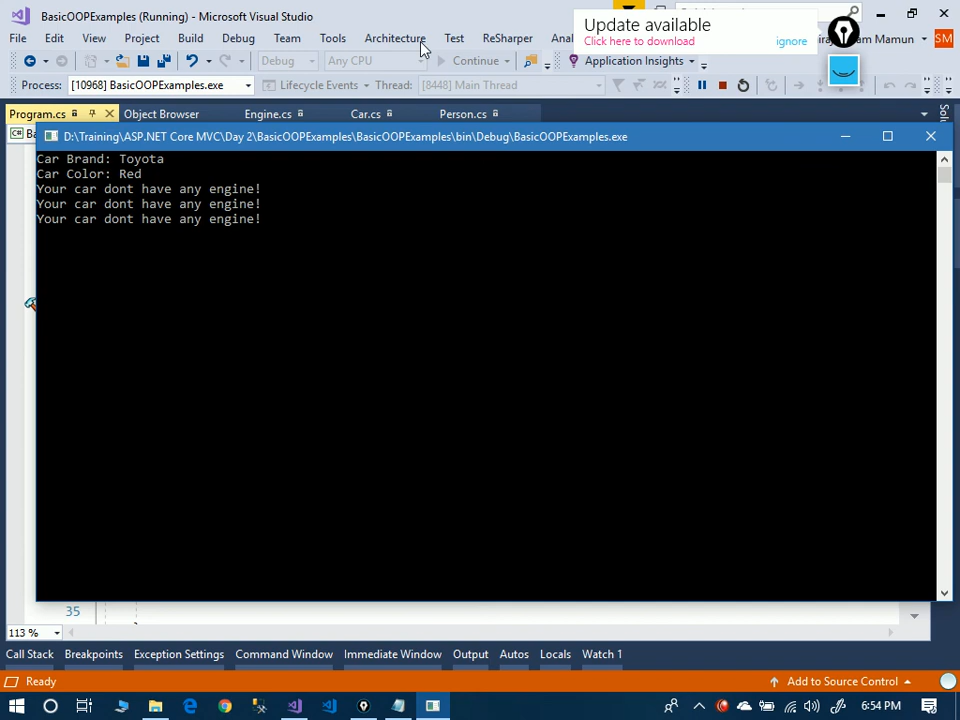 BasicOOPExamples (Running) - Microsoft Visual Studio
Update available
Click here to download
ignore
File Edit View Project Build Debug Team Tools Architecture Test ReSharper Anal
am Mamun
SM
Debug Any CPU Continue Application Insights
Process: [10968] BasicOOPExamples.exe Lifecycle Events Thread: [8448] Main Thread
Program.cs Object Browser Engine.cs Car.cs Person.cs
C#
D:\Training\ASP.NET Core MVC\Day 2\BasicOOPExamples\BasicOOPExamples\bin\Debug\BasicOOPExamples.exe
Car Brand: Toyota
Car Color: Red
Your car dont have any engine!
Your car dont have any engine!
Your car dont have any engine!
35
113 %
Call Stack Breakpoints Exception Settings Command Window Immediate Window Output Autos Locals Watch 1
Ready
Add to Source Control
6:54 PM